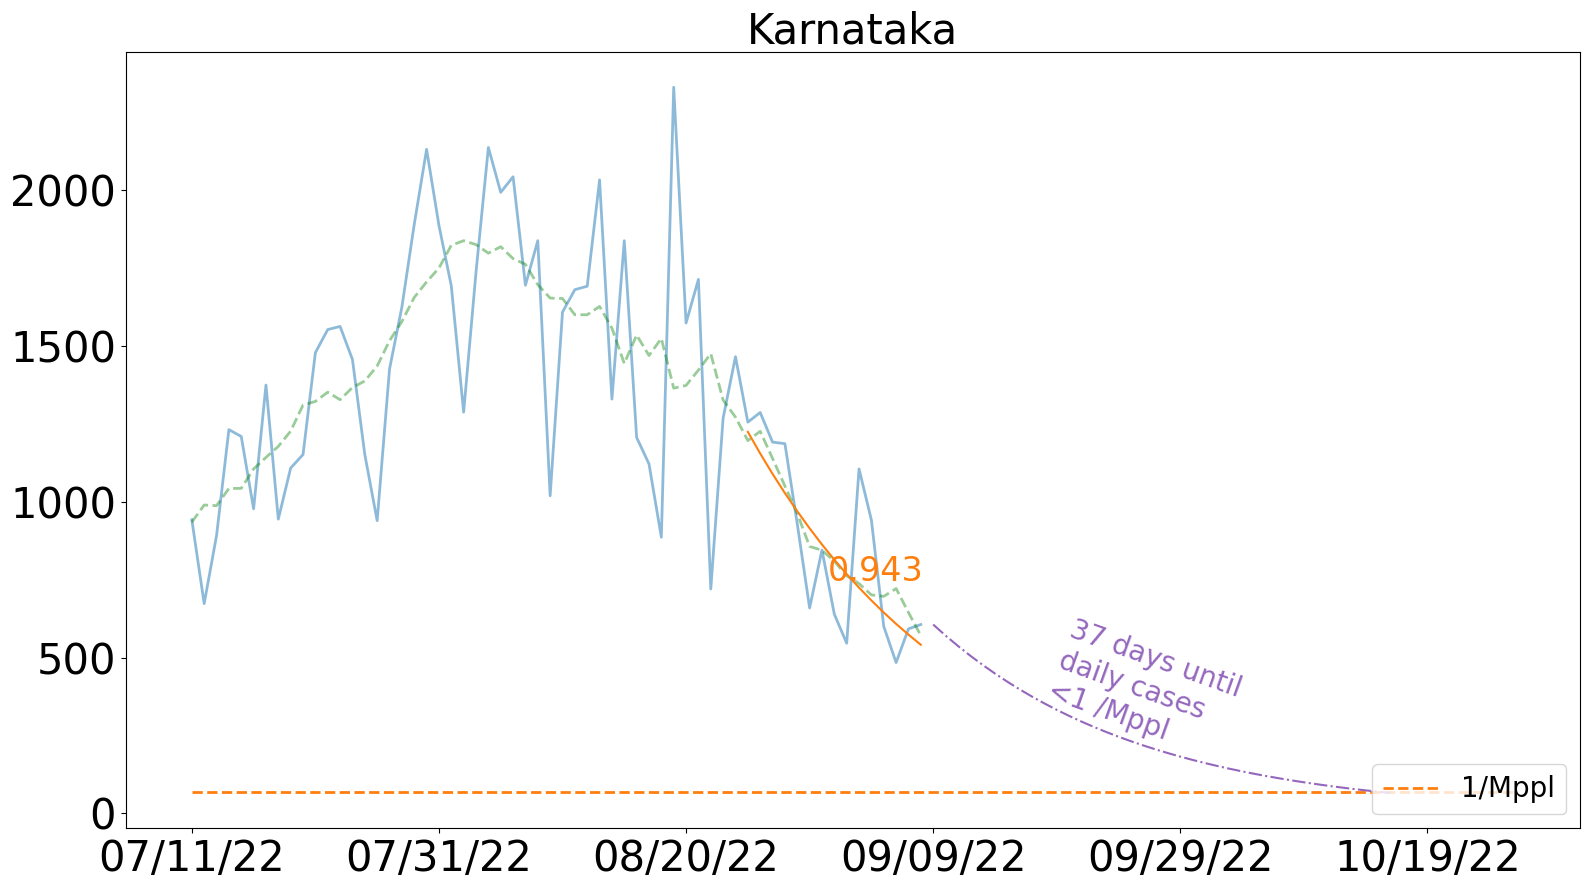 Karnataka
2000
1500
1000
500
0
0.943
37 days until
daily cases
<1 /Mppl
1/Mppl
07/11/22
07/31/22
08/20/22
09/09/22
09/29/22
10/19/22